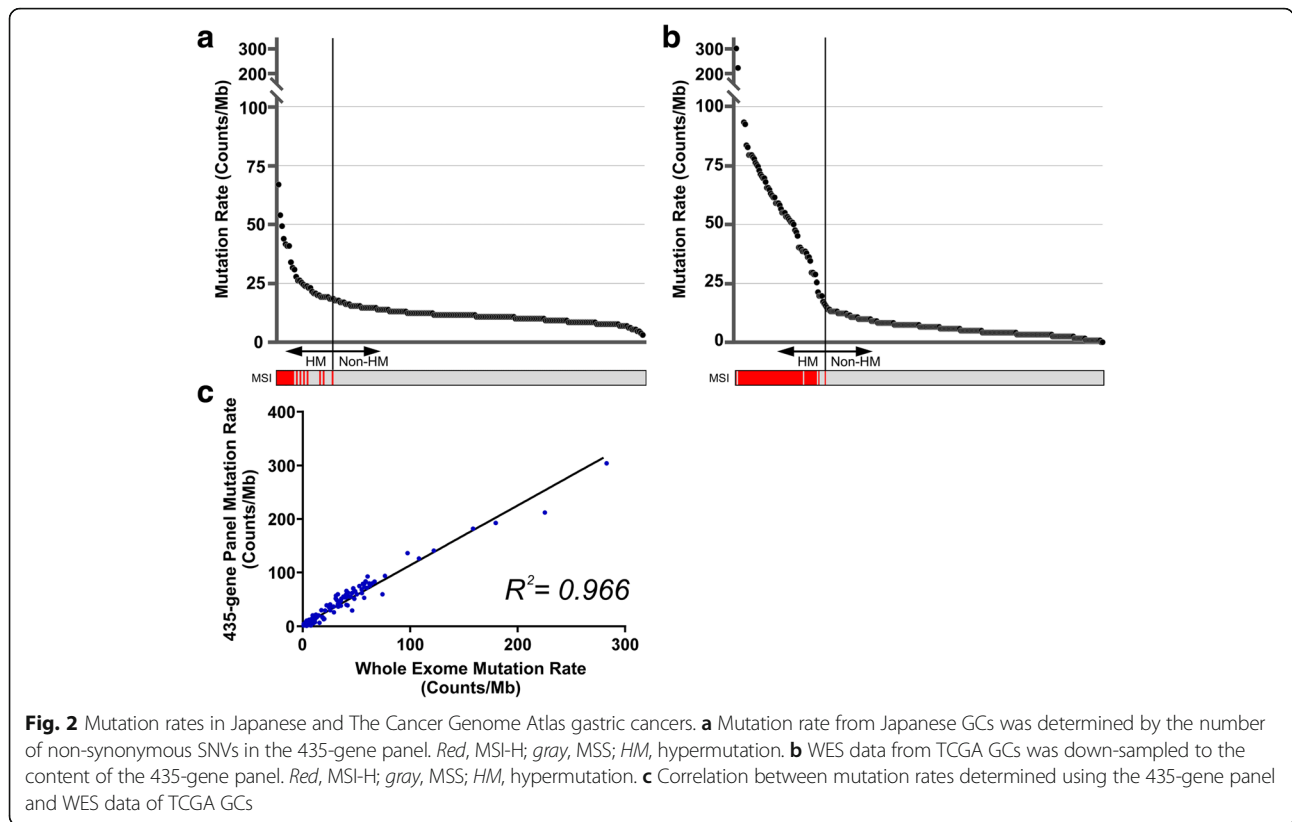 a
300
200
100
75
50
25
0
Mutation Rate (Counts/Mb)
HM
Non-HM
MSI
b
300
200
100
75
50
25
0
Mutation Rate (Counts/Mb)
HM
Non-HM
MSI
c
400
300
200
100
0
435-gene Panel Mutation Rate
(Counts/Mb)
R² = 0.966
0
100
200
300
Whole Exome Mutation Rate
(Counts/Mb)
Fig. 2 Mutation rates in Japanese and The Cancer Genome Atlas gastric cancers. a Mutation rate from Japanese GCs was determined by the number
of non-synonymous SNVs in the 435-gene panel. Red, MSI-H; gray, MSS; HM, hypermutation. b WES data from TCGA GCs was down-sampled to the
content of the 435-gene panel. Red, MSI-H; gray, MSS; HM, hypermutation. c Correlation between mutation rates determined using the 435-gene panel
and WES data of TCGA GCs